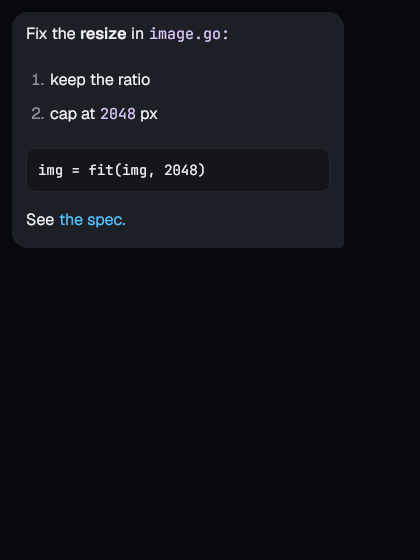 Fix the resize in image.go:
1. keep the ratio
2. cap at 2048 px
img = fit(img, 2048)
See the spec.